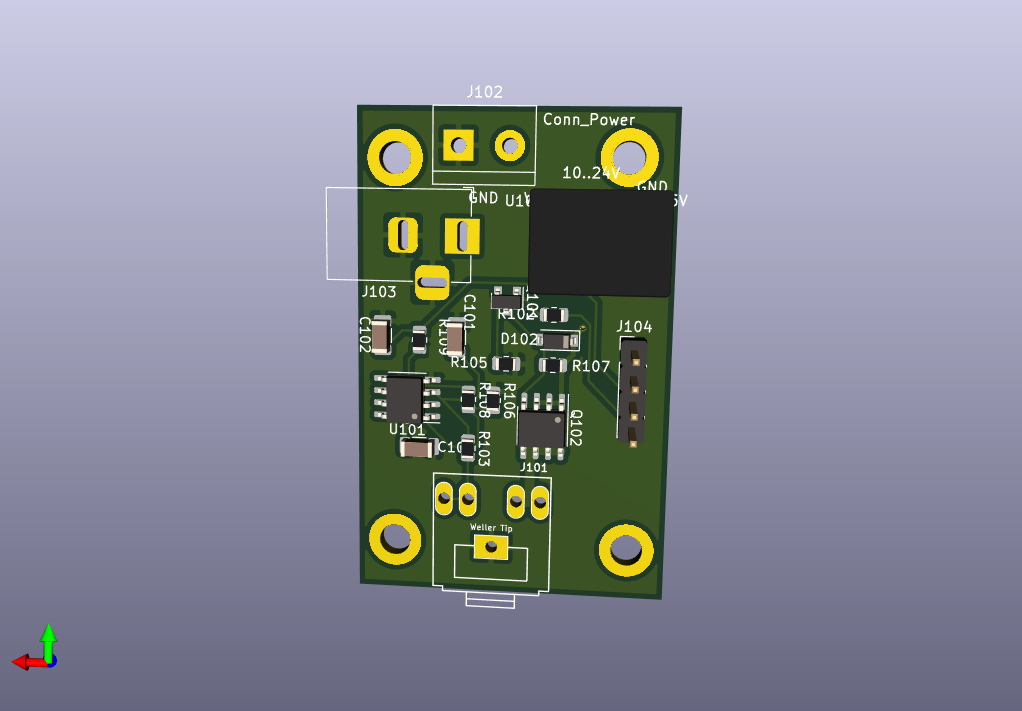 J102
Conn_Power
10..24V
GND
GND
J103
C101
C102
R109
D102
J104
R105
R107
R108
R106
U101
Q102
R103
J101
Weller Tip